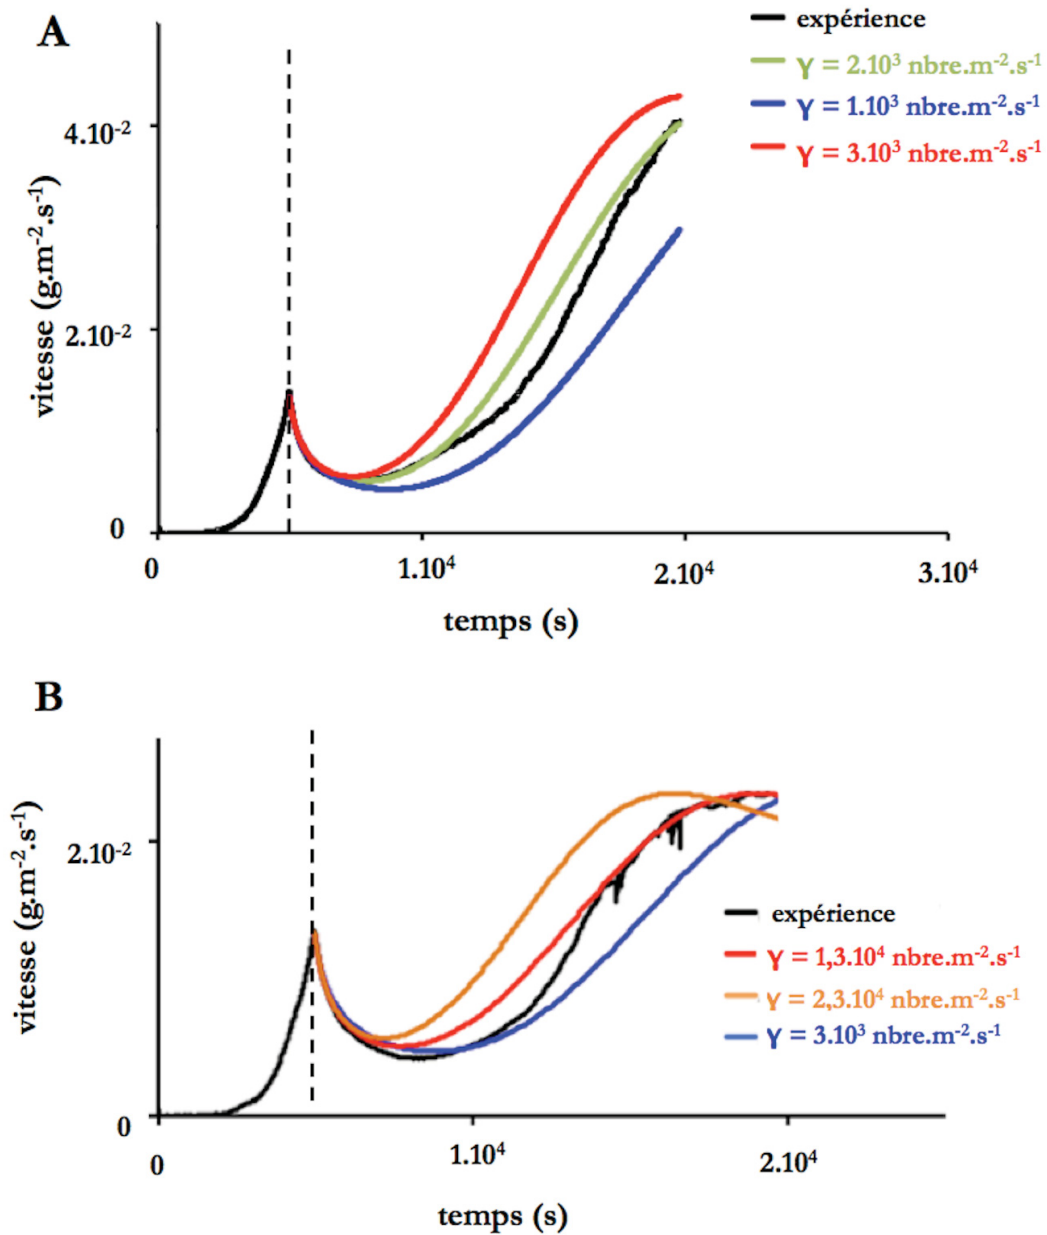 A
expérience
γ = 2.10³ nbre.m⁻².s⁻¹
γ = 1.10³ nbre.m⁻².s⁻¹
γ = 3.10³ nbre.m⁻².s⁻¹
vitesse (g.m⁻².s⁻¹)
4.10⁻²
2.10⁻²
0
0
1.10⁴
2.10⁴
3.10⁴
temps (s)
B
vitesse (g.m⁻².s⁻¹)
2.10⁻²
0
expérience
γ = 1,3.10⁴ nbre.m⁻².s⁻¹
γ = 2,3.10⁴ nbre.m⁻².s⁻¹
γ = 3.10³ nbre.m⁻².s⁻¹
0
1.10⁴
2.10⁴
temps (s)